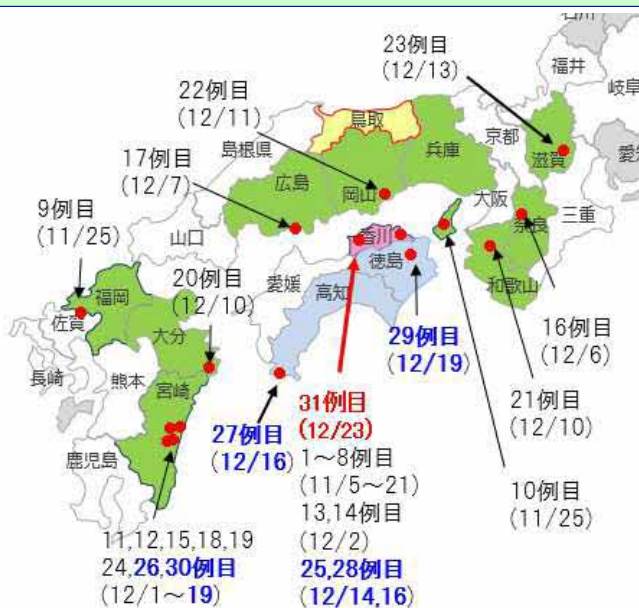 石川
23例目
(12/13)
福井
岐阜
22例目
(12/11)
鳥取
京都
兵庫
滋賀
愛知
島根県
17例目
(12/7)
広島
岡山
大阪
奈良
三重
9例目
(11/25)
山口
香川
徳島
和歌山
福岡
20例目
(12/10)
愛媛
高知
佐賀
大分
29例目
(12/19)
16例目
(12/6)
長崎
熊本
宮崎
31例目
(12/23)
21例目
(12/10)
27例目
(12/16)
鹿児島
1～8例目
(11/5～21)
10例目
(11/25)
13,14例目
(12/2)
11,12,15,18,19
24,26,30例目
(12/1～19)
25,28例目
(12/14,16)